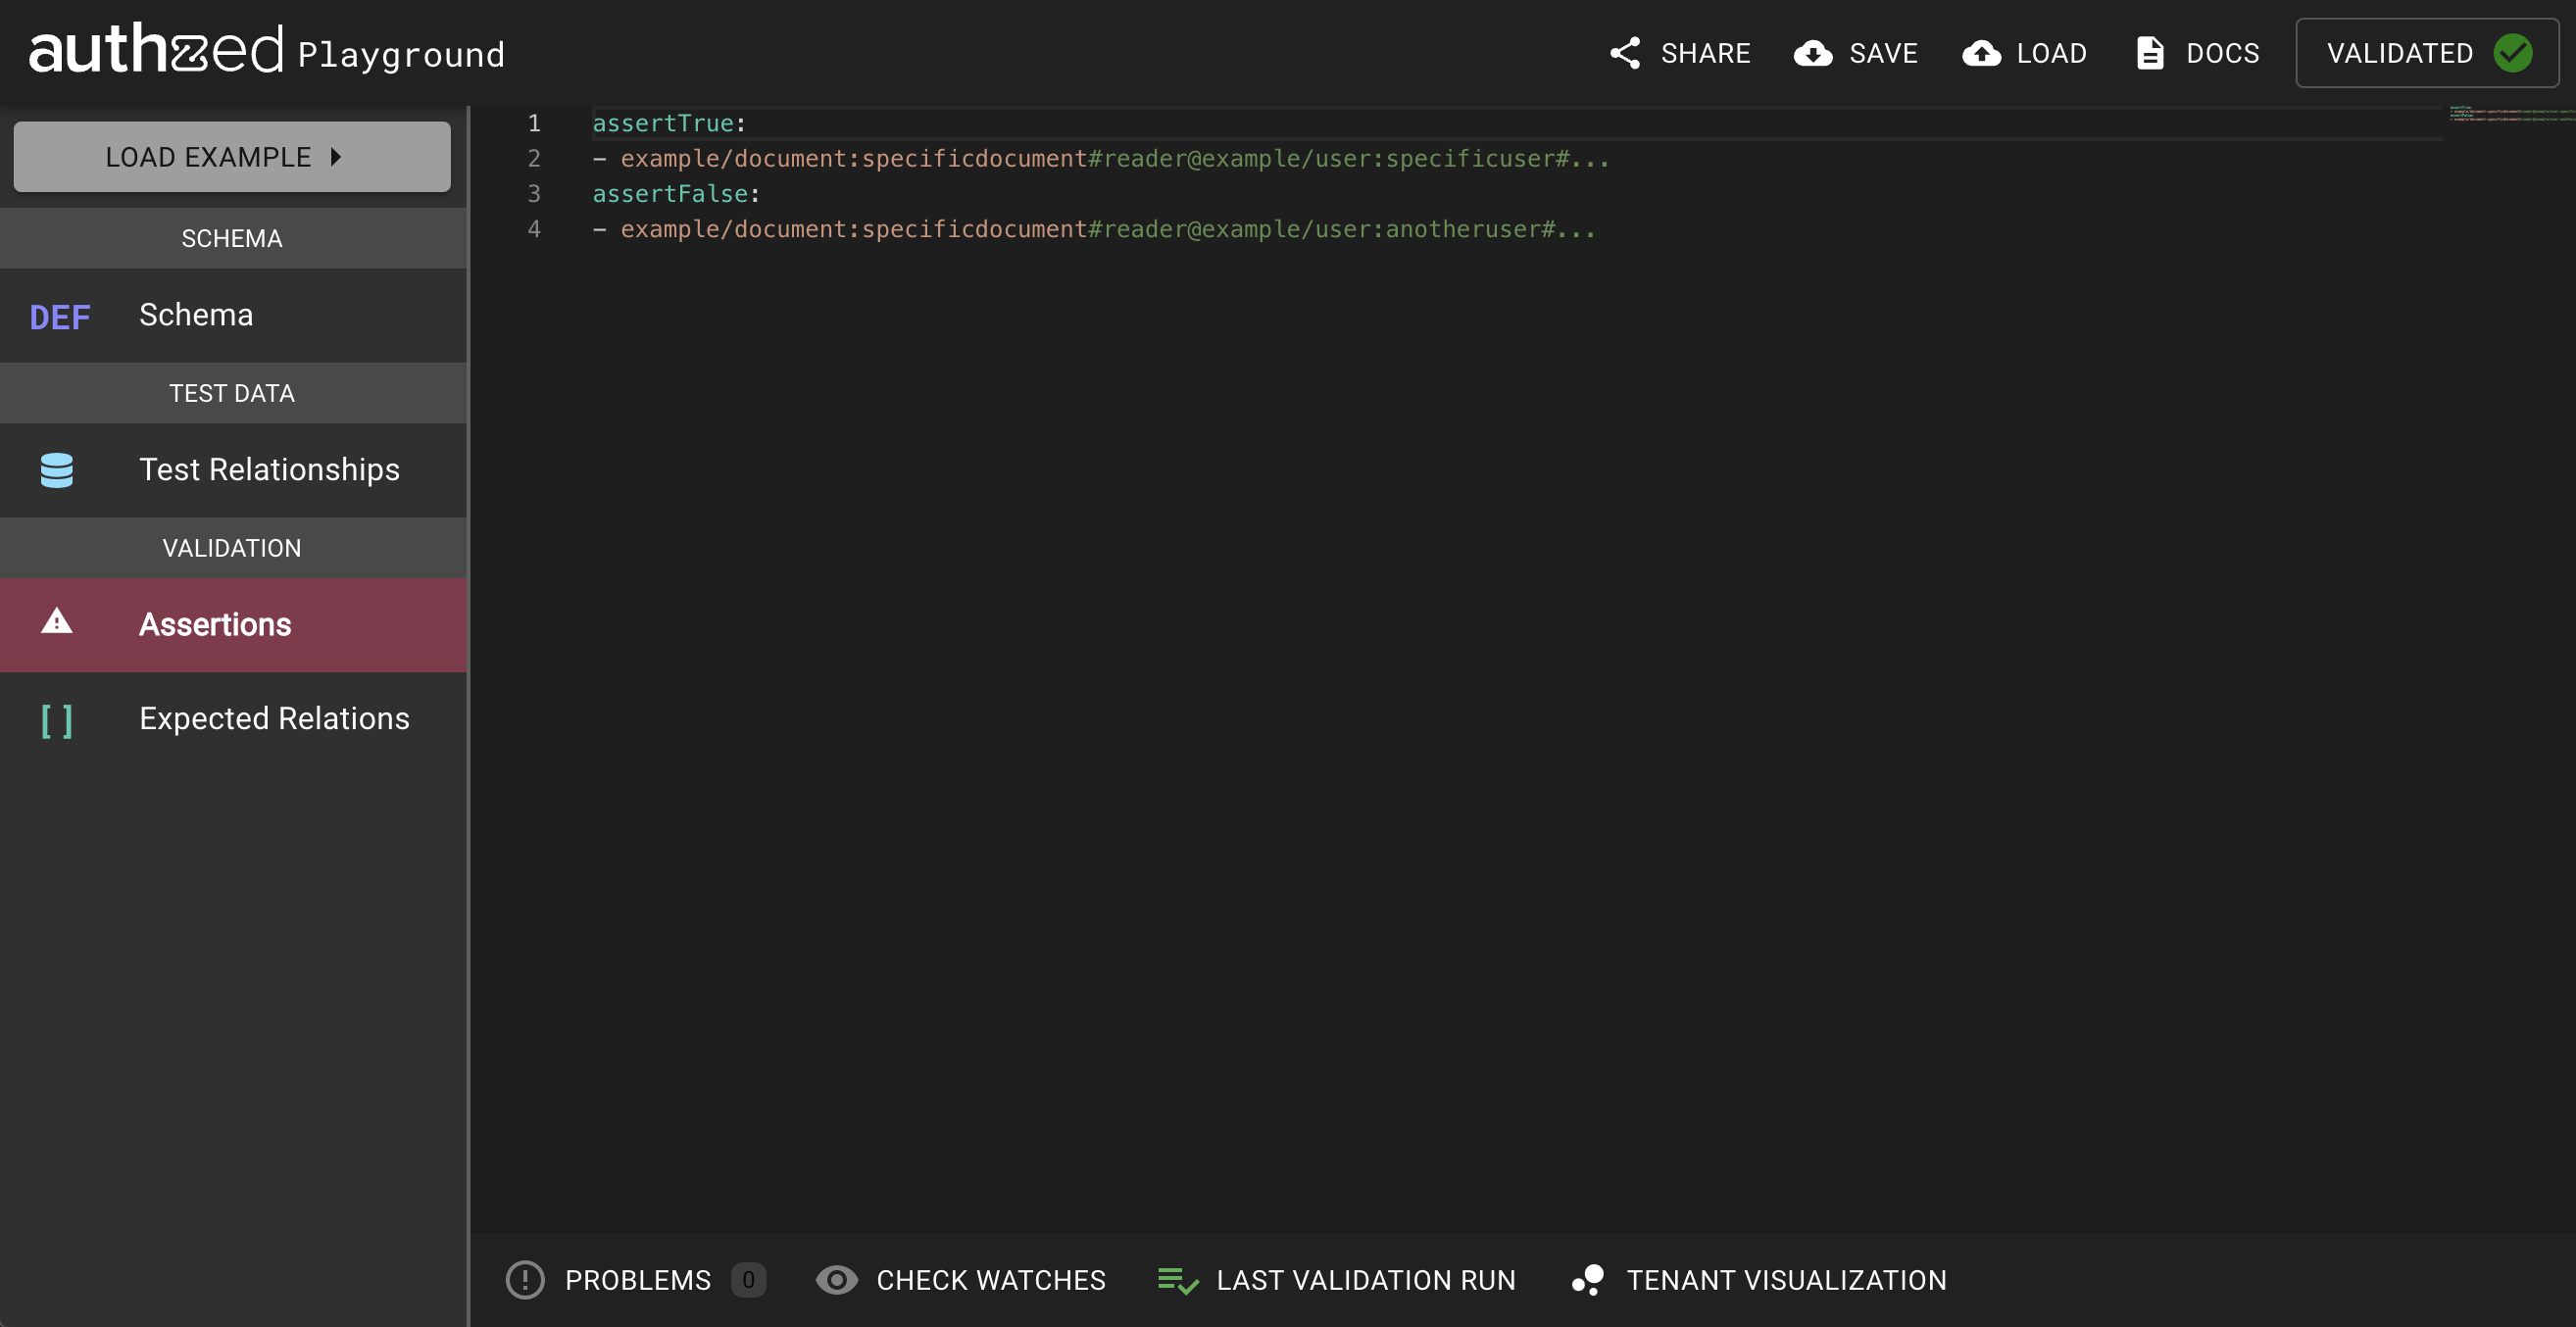 authzed Playground
SHARE
SAVE
LOAD
DOCS
VALIDATED
LOAD EXAMPLE
SCHEMA
DEF Schema
TEST DATA
Test Relationships
VALIDATION
Assertions
[ ] Expected Relations
1 assertTrue:
2 - example/document:specificdocument#reader@example/user:specificuser#...
3 assertFalse:
4 - example/document:specificdocument#reader@example/user:anotheruser#...
PROBLEMS 0
CHECK WATCHES
LAST VALIDATION RUN
TENANT VISUALIZATION